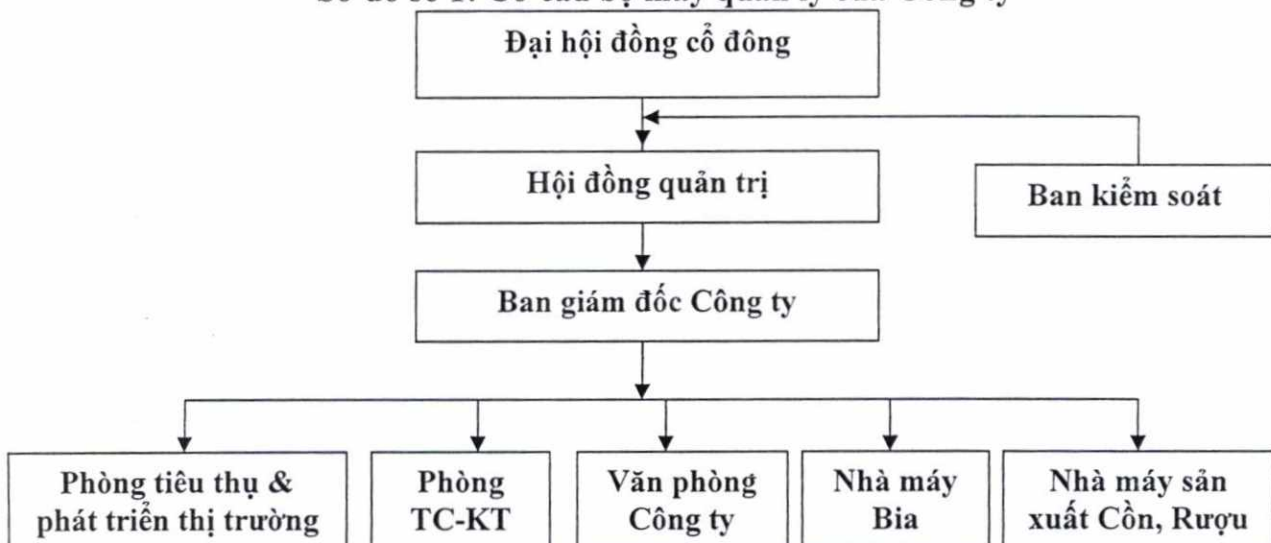 Đại hội đồng cổ đông
Hội đồng quản trị
Ban kiểm soát
Ban giám đốc Công ty
Phòng tiêu thụ &
phát triển thị trường
Phòng
TC-KT
Văn phòng
Công ty
Nhà máy
Bia
Nhà máy sản
xuất Cồn, Rượu